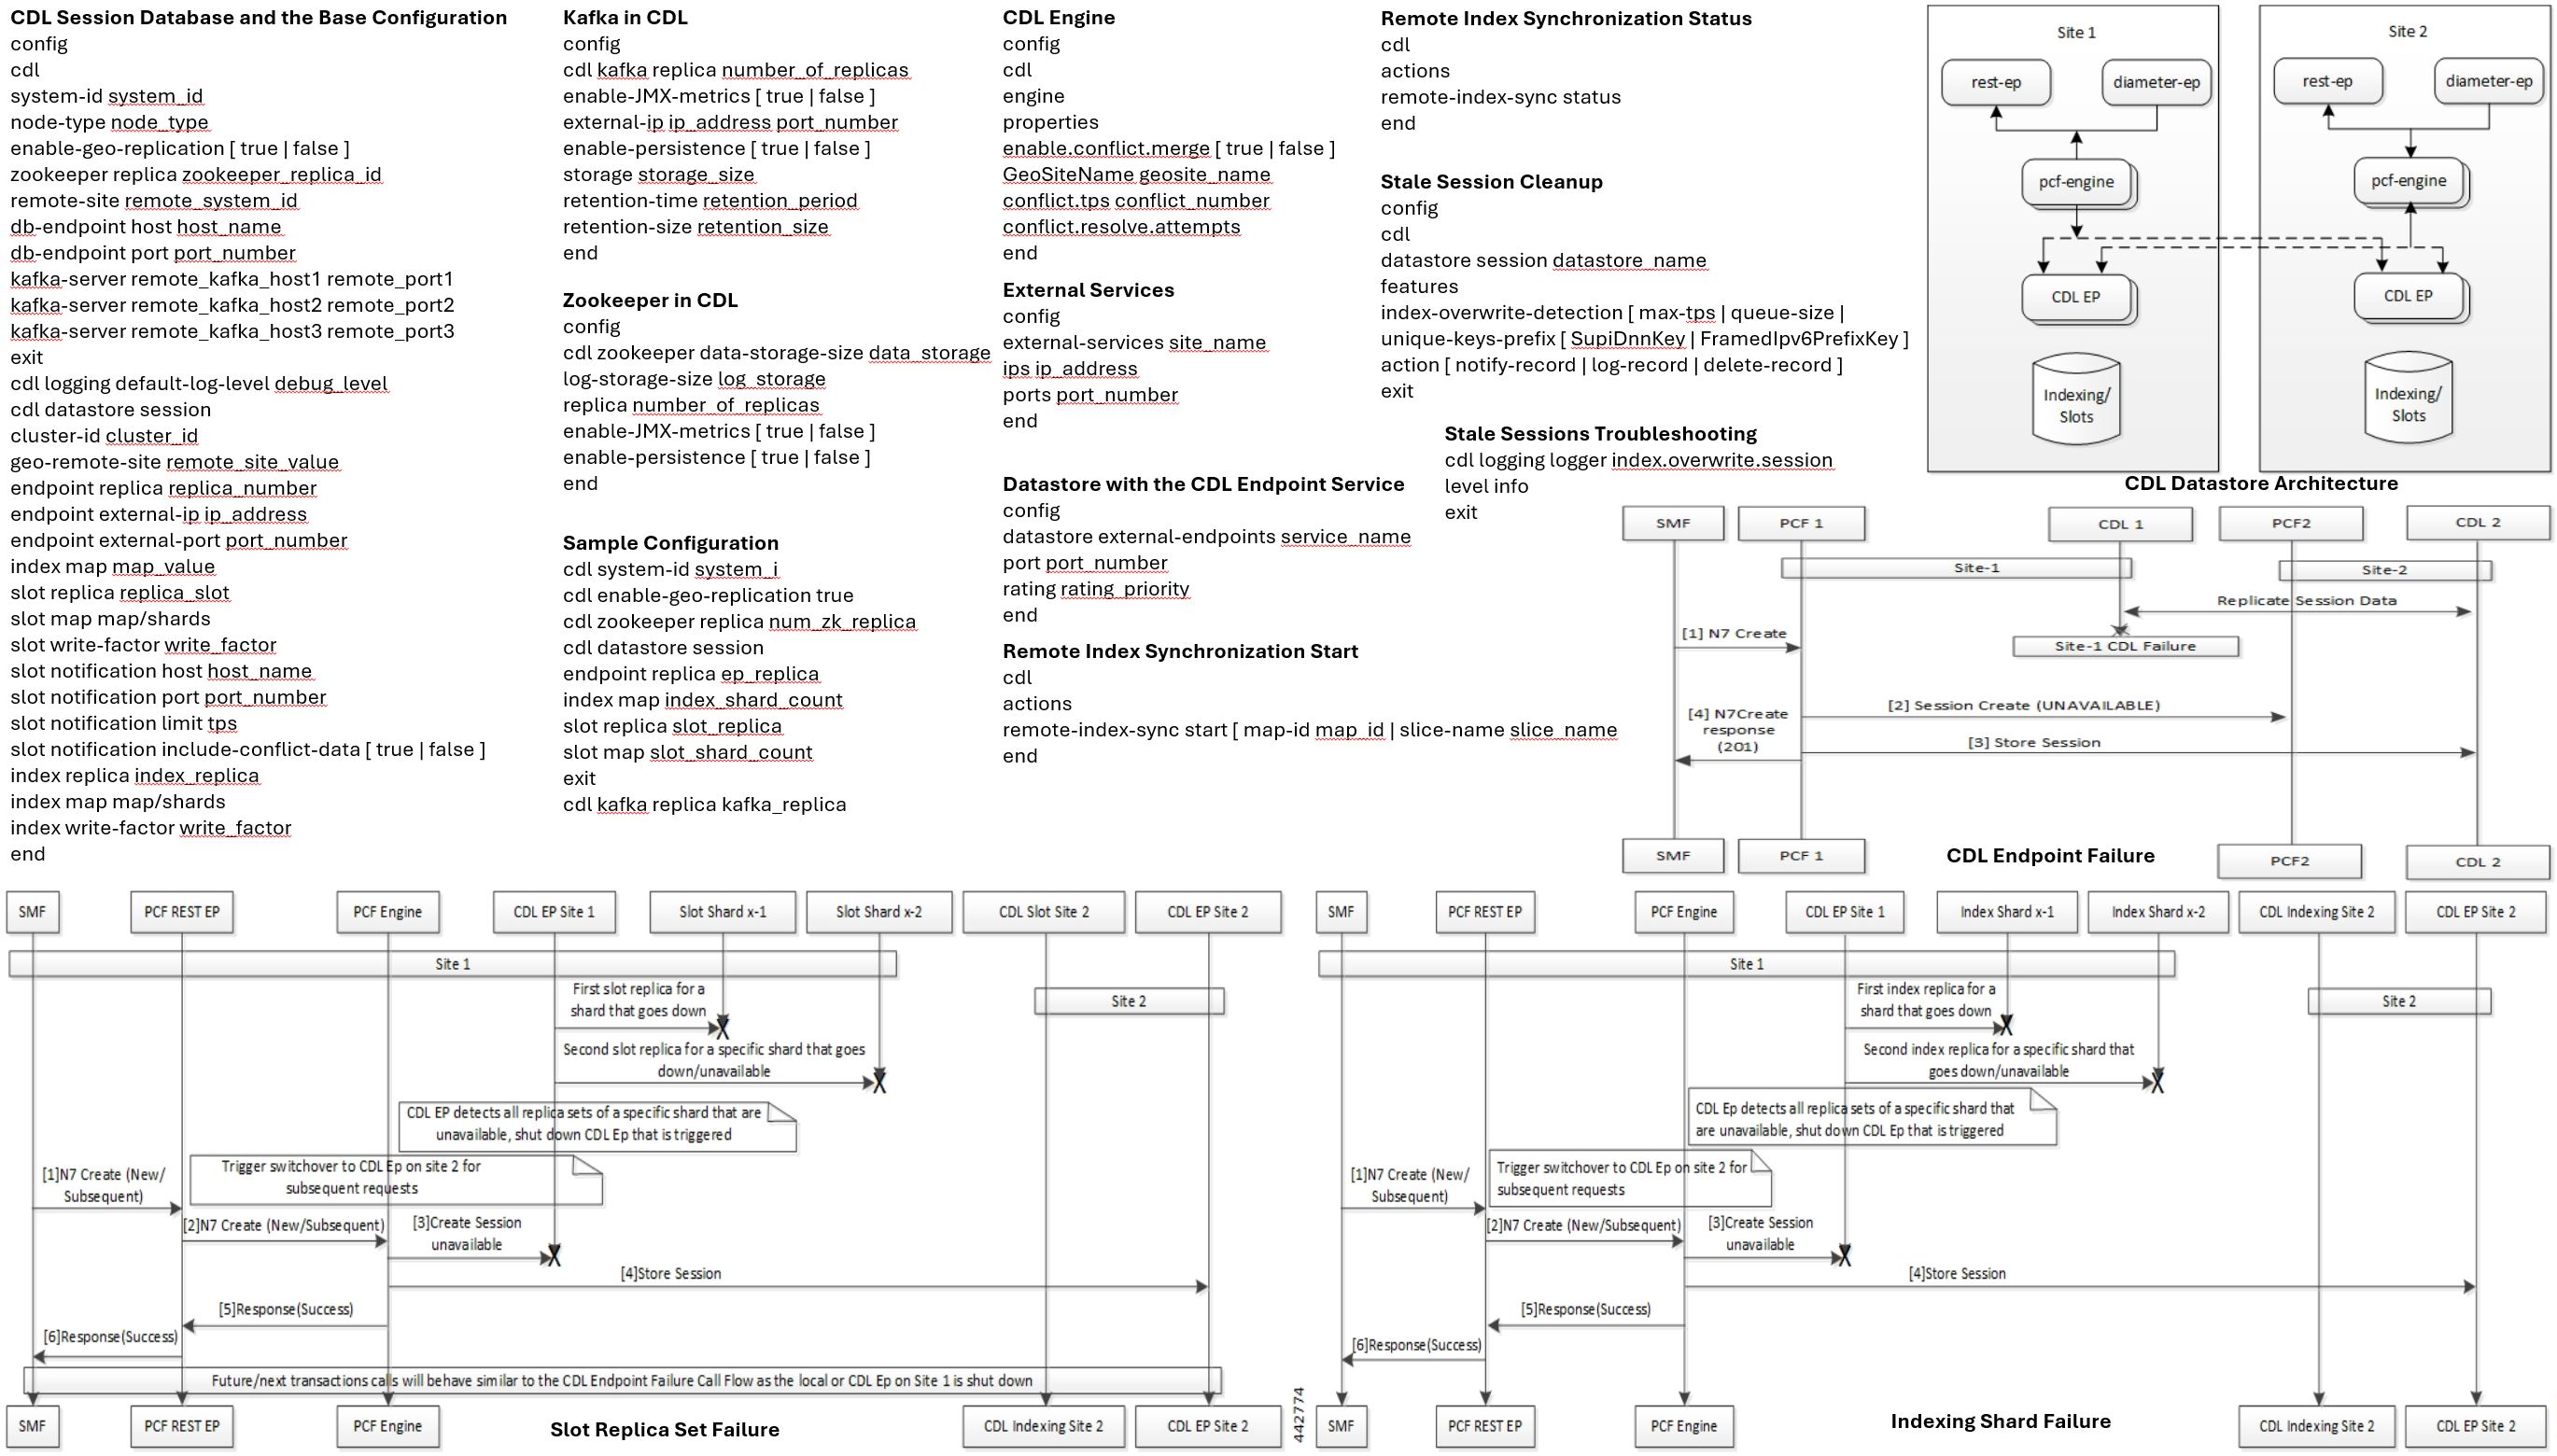 CDL Session Database and the Base Configuration
config
cdl
system-id system_id
node-type node_type
enable-geo-replication [ true | false ]
zookeeper replica zookeeper_replica_id
remote-site remote_system_id
db-endpoint host host_name
db-endpoint port port_number
kafka-server remote_kafka_host1 remote_port1
kafka-server remote_kafka_host2 remote_port2
kafka-server remote_kafka_host3 remote_port3
exit
cdl logging default-log-level debug_level
cdl datastore session
cluster-id cluster_id
geo-remote-site remote_site_value
endpoint replica replica_number
endpoint external-ip ip_address
endpoint external-port port_number
index map map_value
slot replica replica_slot
slot map map/shards
slot write-factor write_factor
slot notification host host_name
slot notification port port_number
slot notification limit tps
slot notification include-conflict-data [ true | false ]
index replica index_replica
index map map/shards
index write-factor write_factor
end
Kafka in CDL
config
cdl kafka replica number_of_replicas
enable-JMX-metrics [ true | false ]
external-ip ip_address port_number
enable-persistence [ true | false ]
storage storage_size
retention-time retention_period
retention-size retention_size
end
Zookeeper in CDL
config
cdl zookeeper data-storage-size data_storage
log-storage-size log_storage
replica number_of_replicas
enable-JMX-metrics [ true | false ]
enable-persistence [ true | false ]
end
Sample Configuration
cdl system-id system_i
cdl enable-geo-replication true
cdl zookeeper replica num_zk_replica
cdl datastore session
endpoint replica ep_replica
index map index_shard_count
slot replica slot_replica
slot map slot_shard_count
exit
cdl kafka replica kafka_replica
CDL Engine
config
cdl
engine
properties
enable.conflict.merge [ true | false ]
GeoSiteName geosite_name
conflict.tps conflict_number
conflict.resolve.attempts
end
External Services
config
external-services site_name
ips ip_address
ports port_number
end
Datastore with the CDL Endpoint Service
config
datastore external-endpoints service_name
port port_number
rating rating_priority
end
Remote Index Synchronization Start
cdl
actions
remote-index-sync start [ map-id map_id | slice-name slice_name
end
Remote Index Synchronization Status
cdl
actions
remote-index-sync status
end
Stale Session Cleanup
config
cdl
datastore session datastore_name
features
index-overwrite-detection [ max-tps | queue-size |
unique-keys-prefix [ SupiDnnKey | FramedIpv6PrefixKey ]
action [ notify-record | log-record | delete-record ]
exit
Stale Sessions Troubleshooting
cdl logging logger index.overwrite.session
level info
exit
Site 1
rest-ep
diameter-ep
pcf-engine
CDL EP
Indexing/
Slots
Site 2
rest-ep
diameter-ep
pcf-engine
CDL EP
Indexing/
Slots
CDL Datastore Architecture
SMF
PCF 1
CDL 1
PCF2
CDL 2
Site-1
Site-2
Replicate Session Data
[1] N7 Create
Site-1 CDL Failure
[2] Session Create (UNAVAILABLE)
[4] N7Create
response
(201)
[3] Store Session
SMF
PCF 1
CDL Endpoint Failure
PCF2
CDL 2
SMF
PCF REST EP
PCF Engine
CDL EP Site 1
Slot Shard x-1
Slot Shard x-2
CDL Slot Site 2
CDL EP Site 2
Site 1
First slot replica for a
shard that goes down
Site 2
Second slot replica for a specific shard that goes
down/unavailable
CDL EP detects all replica sets of a specific shard that are
unavailable, shut down CDL Ep that is triggered
Trigger switchover to CDL Ep on site 2 for
subsequent requests
[1]N7 Create (New/
Subsequent)
[2]N7 Create (New/Subsequent)
[3]Create Session
unavailable
[4]Store Session
[5]Response(Success)
[6]Response(Success)
Future/next transactions calls will behave similar to the CDL Endpoint Failure Call Flow as the local or CDL Ep on Site 1 is shut down
SMF
PCF REST EP
PCF Engine
Slot Replica Set Failure
CDL Indexing Site 2
CDL EP Site 2
442774
SMF
PCF REST EP
PCF Engine
CDL EP Site 1
Index Shard x-1
Index Shard x-2
CDL Indexing Site 2
CDL EP Site 2
Site 1
First index replica for a
shard that goes down
Site 2
Second index replica for a specific shard that
goes down/unavailable
CDL Ep detects all replica sets of a specific shard that
are unavailable, shut down CDL Ep that is triggered
Trigger switchover to CDL Ep on site 2 for
subsequent requests
[1]N7 Create (New/
Subsequent)
[2]N7 Create (New/Subsequent)
[3]Create Session
unavailable
[4]Store Session
[5]Response(Success)
[6]Response(Success)
SMF
PCF REST EP
PCF Engine
Indexing Shard Failure
CDL Indexing Site 2
CDL EP Site 2